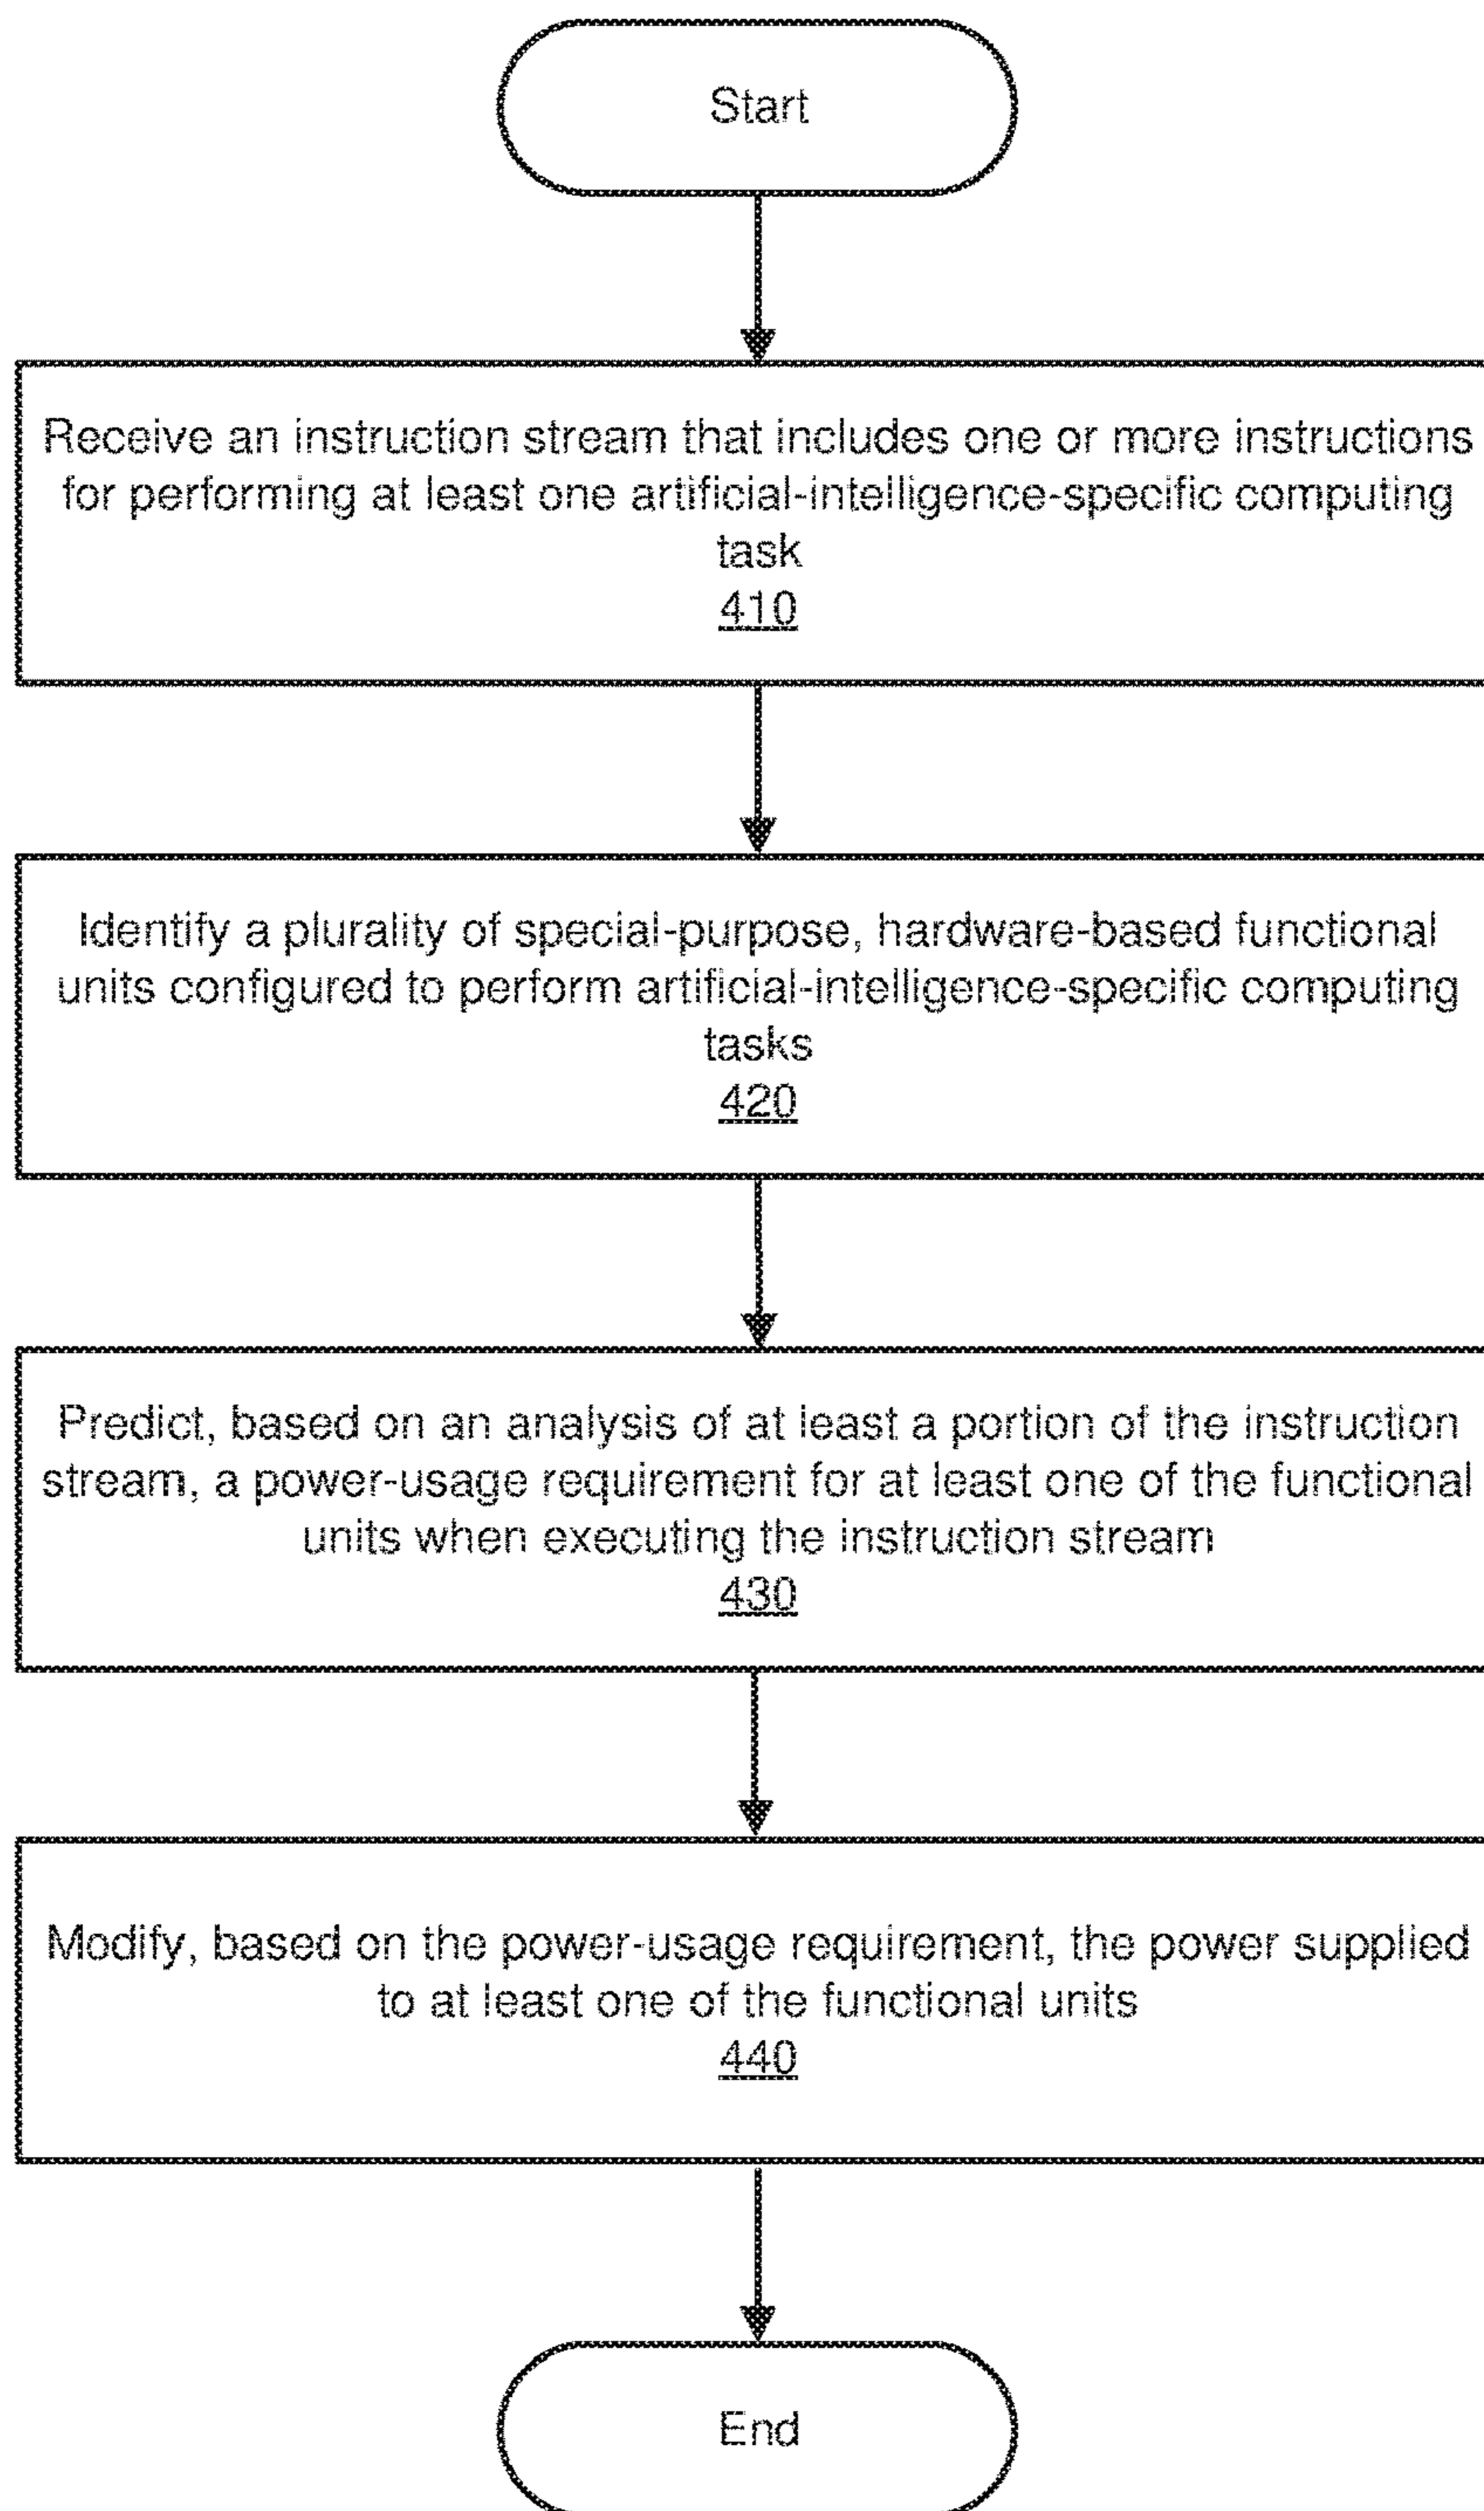 Start
Receive an instruction stream that includes one or more instructions
for performing at least one artificial-intelligence-specific computing
task
410
Identify a plurality of special-purpose, hardware-based functional
units configured to perform artificial-intelligence-specific computing
tasks
420
Predict, based on an analysis of at least a portion of the instruction
stream, a power-usage requirement for at least one of the functional
units when executing the instruction stream
430
Modify, based on the power-usage requirement, the power supplied
to at least one of the functional units
440
End